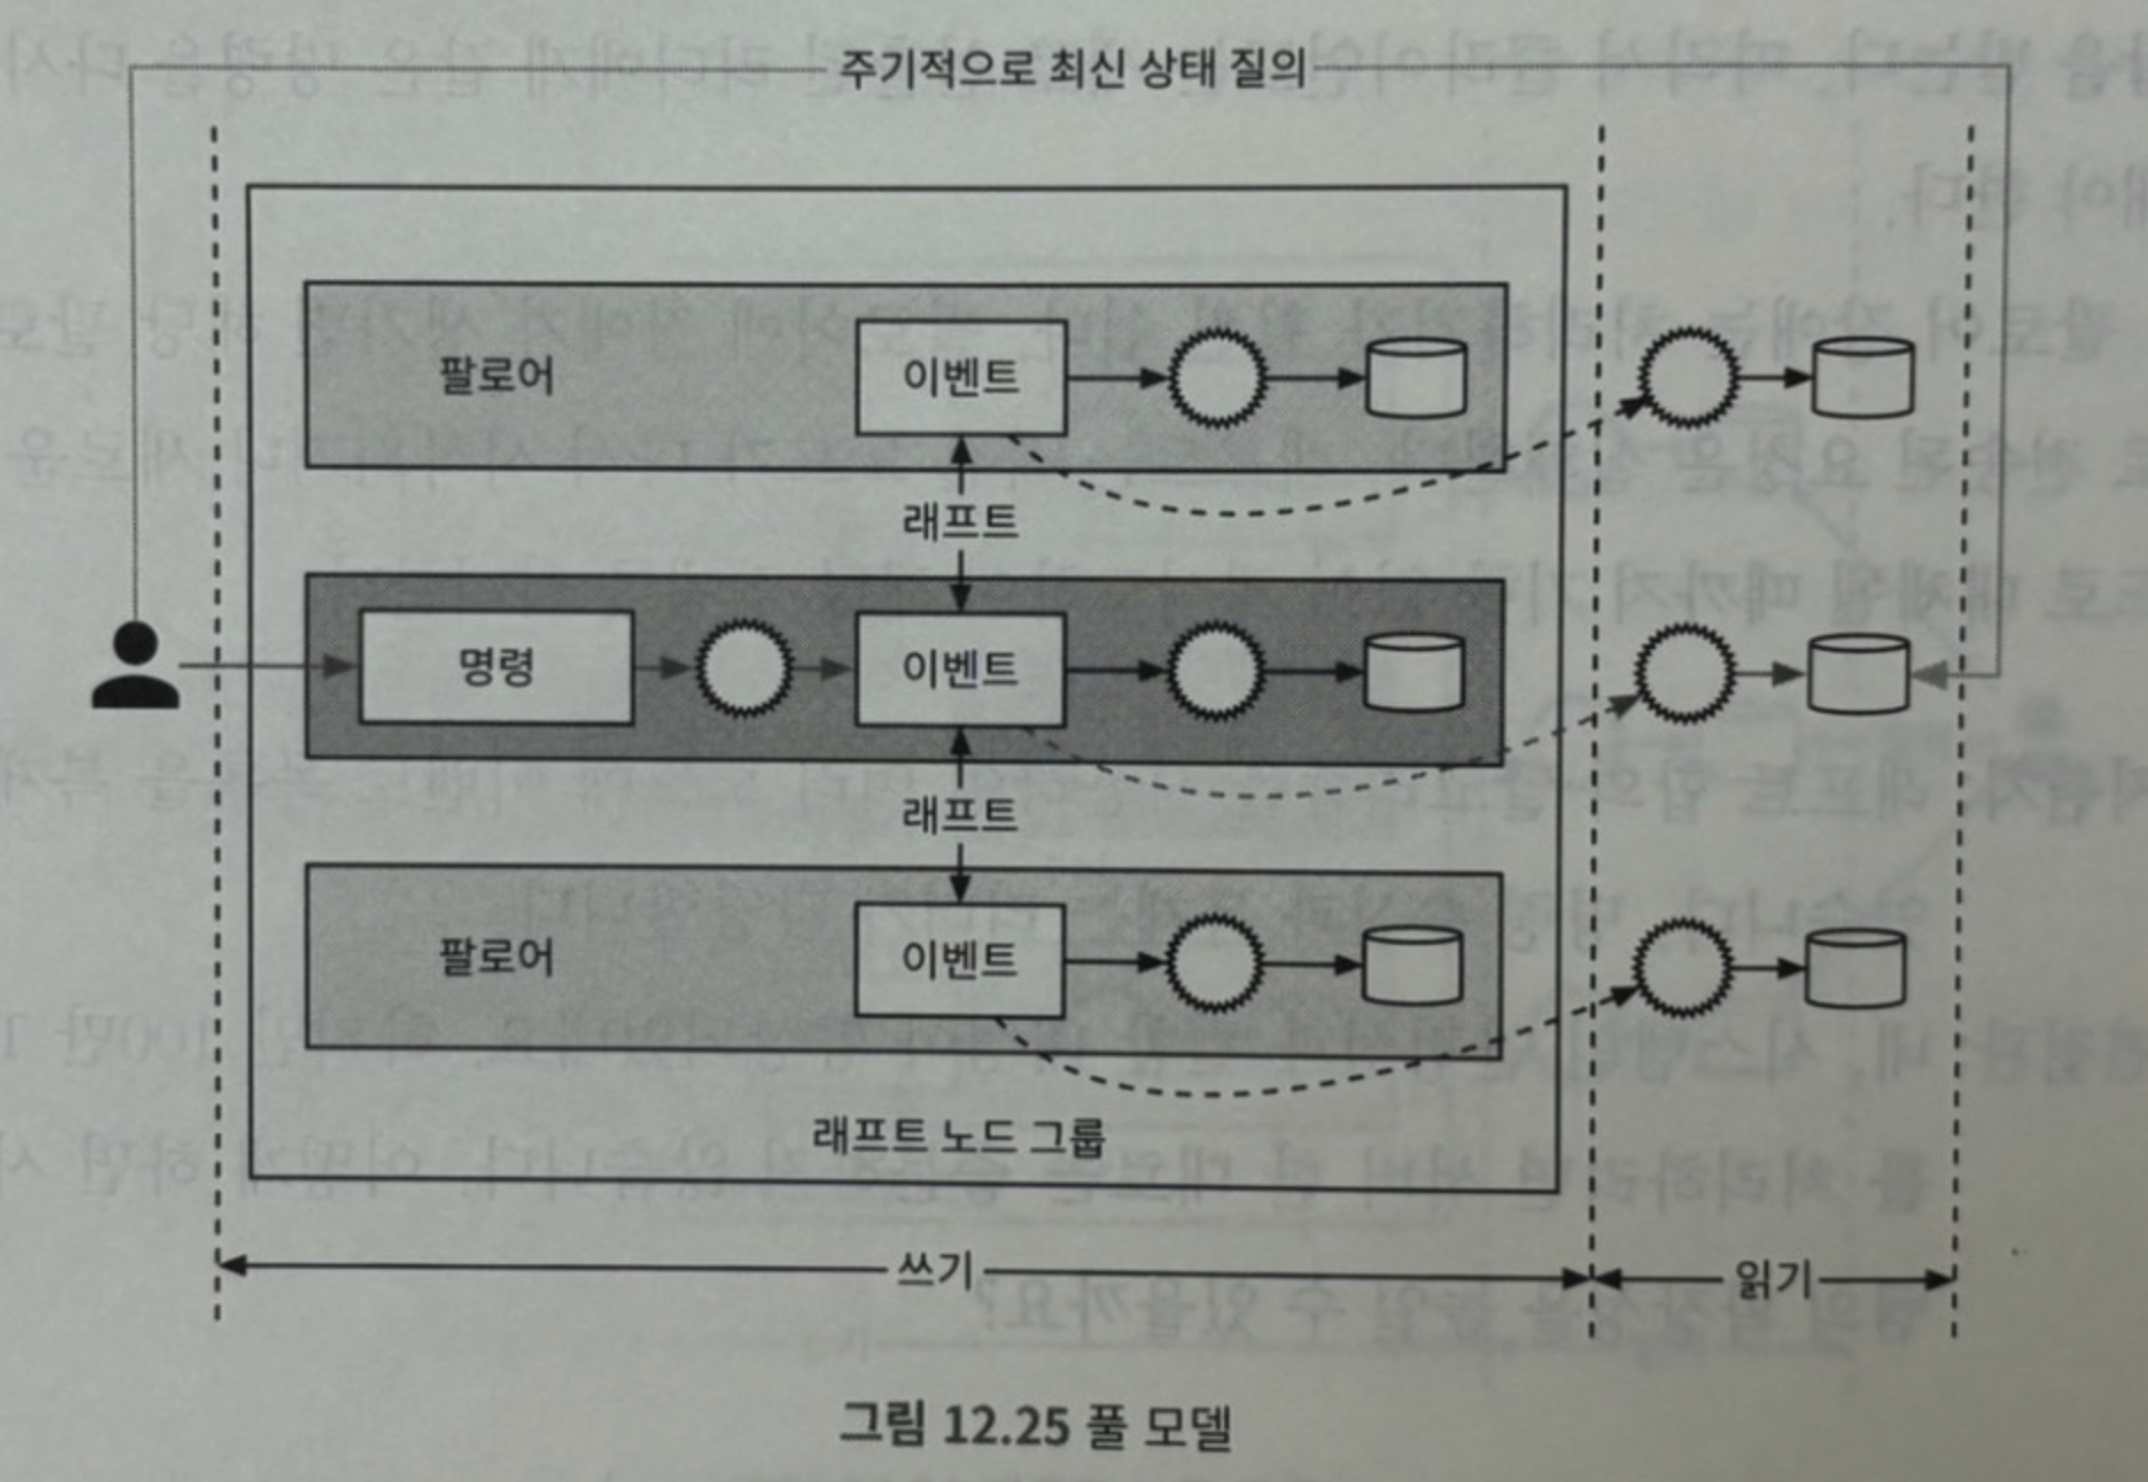 주기적으로 최신 상태 질의
팔로어
이벤트
래프트
명령
이벤트
래프트
팔로어
이벤트
래프트 노드 그룹
쓰기
읽기
그림 12.25 풀 모델